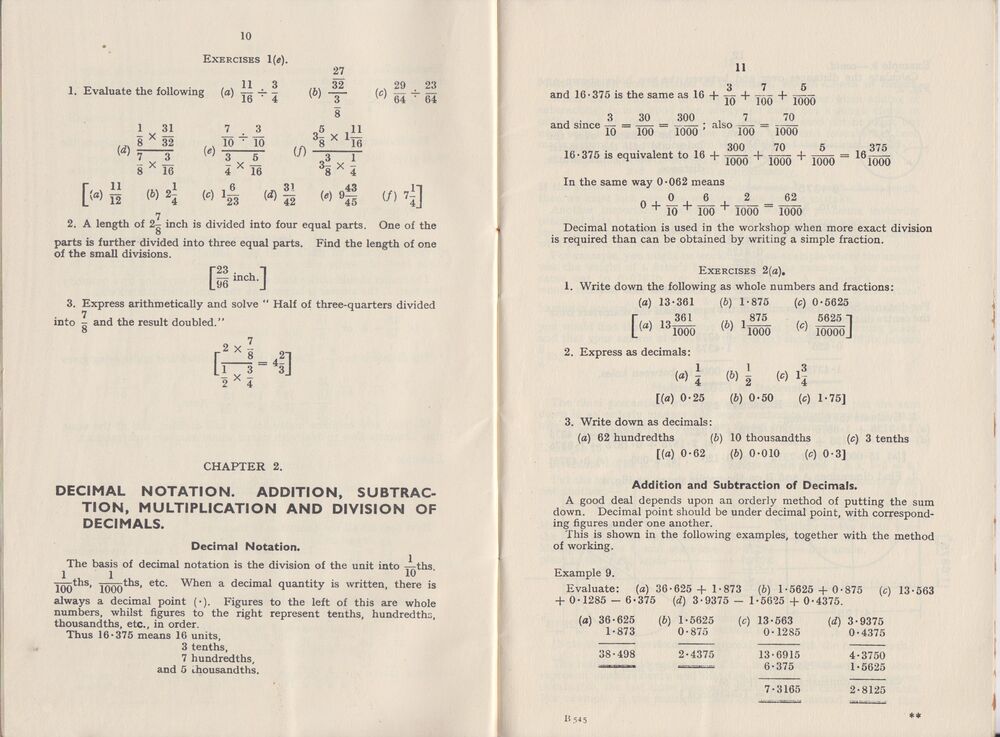 10
EXERCISES 1(e).
1. Evaluate the following (a) 11/16 ÷ 3/4 (b) 27/32 / 3/8 (c) 29/64 ÷ 23/64
(d) 1/8 × 31/32 / 7/8 × 3/16 (e) 7/10 ÷ 3/10 / 3/4 × 5/16 (f) 3 5/8 × 1 11/16 / 3 3/8 × 1/4
[(a) 11/12 (b) 2 1/4 (c) 1 6/23 (d) 31/42 (e) 9 43/45 (f) 7 1/4]
2. A length of 2 7/8 inch is divided into four equal parts. One of the
parts is further divided into three equal parts. Find the length of one
of the small divisions.
[23/96 inch.]
3. Express arithmetically and solve “ Half of three-quarters divided
into 7/8 and the result doubled.”
[2 × 7/8 / 1/2 × 3/4 = 4 2/3]
CHAPTER 2.
DECIMAL NOTATION. ADDITION, SUBTRAC-
TION, MULTIPLICATION AND DIVISION OF
DECIMALS.
Decimal Notation.
The basis of decimal notation is the division of the unit into 1/10ths.
1/100ths, 1/1000ths, etc. When a decimal quantity is written, there is
always a decimal point (·). Figures to the left of this are whole
numbers, whilst figures to the right represent tenths, hundredths,
thousandths, etc., in order.
Thus 16·375 means 16 units,
3 tenths,
7 hundredths,
and 5 thousandths.
11
and 16·375 is the same as 16 + 3/10 + 7/100 + 5/1000
and since 3/10 = 30/100 = 300/1000 ; also 7/100 = 70/1000
16·375 is equivalent to 16 + 300/1000 + 70/1000 + 5/1000 = 16 375/1000
In the same way 0·062 means
0 + 0/10 + 6/100 + 2/1000 = 62/1000
Decimal notation is used in the workshop when more exact division
is required than can be obtained by writing a simple fraction.
EXERCISES 2(a).
1. Write down the following as whole numbers and fractions:
(a) 13·361 (b) 1·875 (c) 0·5625
[(a) 13 361/1000 (b) 1 875/1000 (c) 5625/10000]
2. Express as decimals:
(a) 1/4 (b) 1/2 (c) 1 3/4
[(a) 0·25 (b) 0·50 (c) 1·75]
3. Write down as decimals:
(a) 62 hundredths (b) 10 thousandths (c) 3 tenths
[(a) 0·62 (b) 0·010 (c) 0·3]
Addition and Subtraction of Decimals.
A good deal depends upon an orderly method of putting the sum
down. Decimal point should be under decimal point, with correspond-
ing figures under one another.
This is shown in the following examples, together with the method
of working.
Example 9.
Evaluate: (a) 36·625 + 1·873 (b) 1·5625 + 0·875 (c) 13·563
+ 0·1285 − 6·375 (d) 3·9375 − 1·5625 + 0·4375.
(a) 36·625 (b) 1·5625 (c) 13·563 (d) 3·9375
1·873 0·875 0·1285 0·4375
38·498 2·4375 13·6915 4·3750
6·375 1·5625
7·3165 2·8125
B 545
**